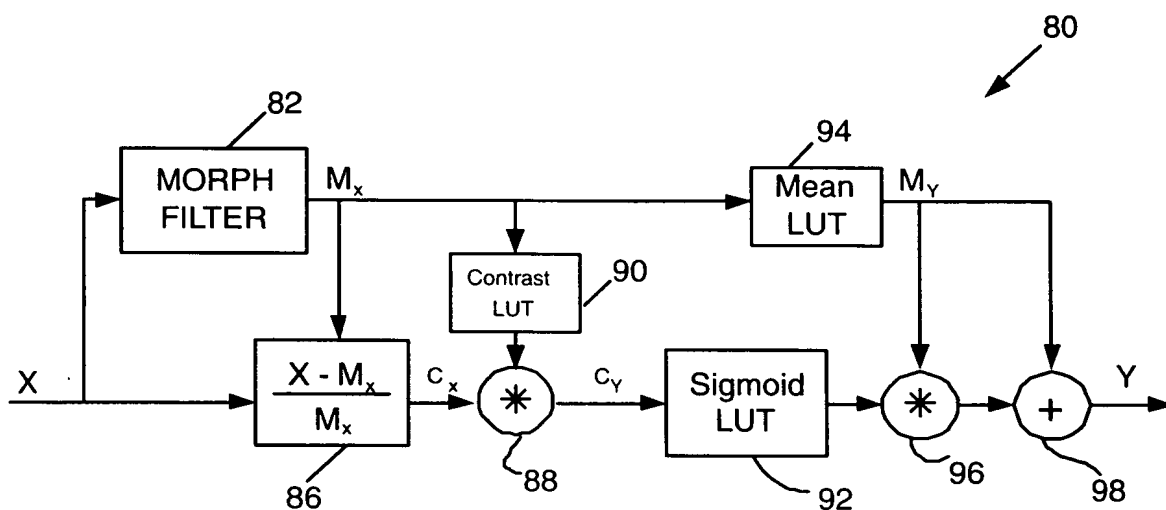 80
82
94
MORPH
FILTER
Mx
Mean
LUT
MY
Contrast
LUT
90
X
X - Mx
Mx
Cx
*
CY
Sigmoid
LUT
*
+
Y
86
88
92
96
98